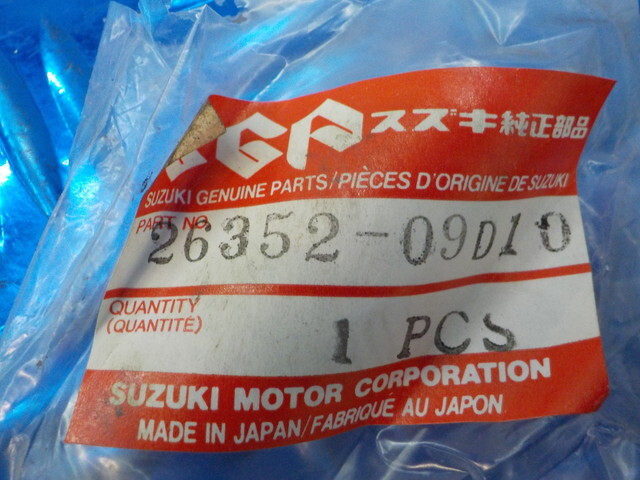 SGP スズキ純正部品
SUZUKI GENUINE PARTS/PIÈCES D'ORIGINE DE SUZUKI
PART NO.
26352-09D10
QUANTITY
(QUANTITÉ)
1 PCS
SUZUKI MOTOR CORPORATION
MADE IN JAPAN/FABRIQUÉ AU JAPON